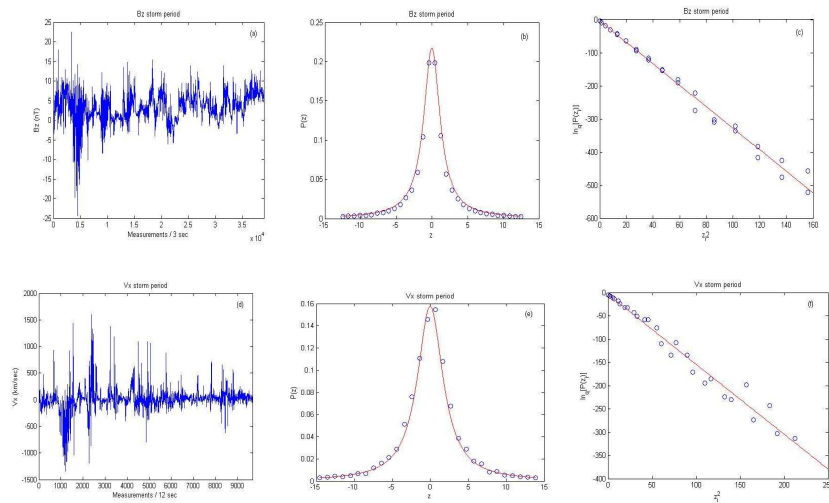 Bz storm period
(a)
25
20
15
10
5
0
5
10
15
20
25
Bz (nT)
0 0.5 1 1.5 2 2.5 3 3.5
Measurements / 3 sec
x 10⁴
Bz storm period
(b)
0.25
0.2
0.15
0.1
0.05
0
P(z)
-15 -10 -5 0 5 10 15
z
Bz storm period
(c)
0
-100
-200
-300
-400
-500
-600
lnq[P(zi)]
0 20 40 60 80 100 120 140 160
zi2
Vx storm period
(d)
2000
1500
1000
500
0
-500
-1000
-1500
Vx (km/sec)
0 1000 2000 3000 4000 5000 6000 7000 8000 9000
Measurements / 12 sec
Vx storm period
(e)
0.16
0.14
0.12
0.1
0.08
0.06
0.04
0.02
0
P(z)
-15 -10 -5 0 5 10 15
z
Vx storm period
(f)
0
-50
-100
-150
-200
-250
-300
-350
-400
lnq[P(zi)]
0 50 100 150 200
zi2